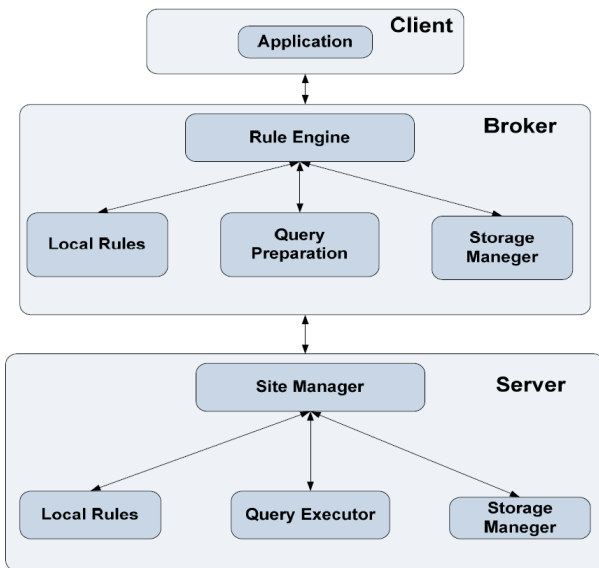 Client
Application
Broker
Rule Engine
Local Rules
Query
Preparation
Storage
Maneger
Server
Site Manager
Local Rules
Query Executor
Storage
Maneger